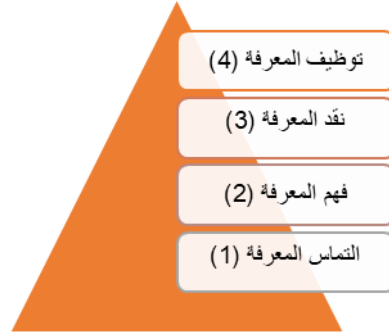 توظيف المعرفة (4)
نقد المعرفة (3)
فهم المعرفة (2)
التماس المعرفة (1)